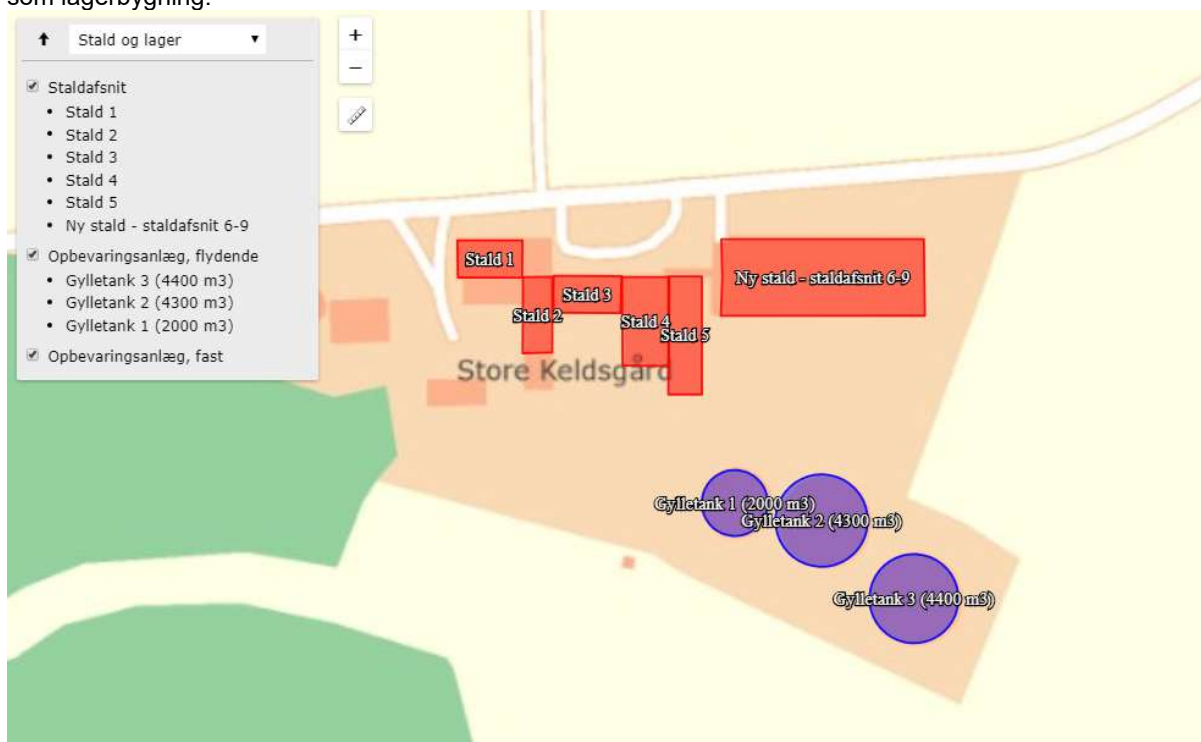 som lagerbygning.
Stald og lager
Staldafsnit
• Stald 1
• Stald 2
• Stald 3
• Stald 4
• Stald 5
• Ny stald - staldafsnit 6-9
Opbevaringsanlæg, flydende
• Gylletank 3 (4400 m3)
• Gylletank 2 (4300 m3)
• Gylletank 1 (2000 m3)
Opbevaringsanlæg, fast
+
−
Stald 1
Stald 2
Stald 3
Stald 4
Stald 5
Ny stald - staldafsnit 6-9
Store Keldsgård
Gylletank 1 (2000 m3)
Gylletank 2 (4300 m3)
Gylletank 3 (4400 m3)